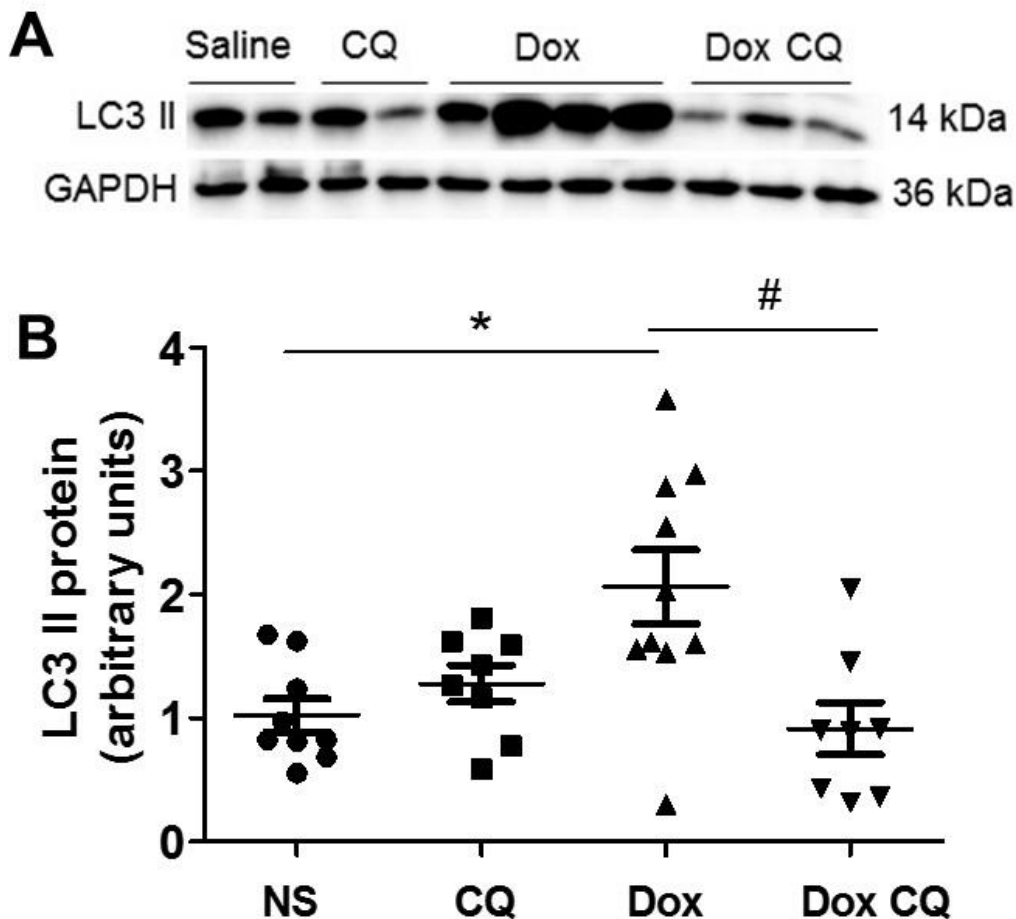 A
Saline CQ Dox Dox CQ
LC3 II 14 kDa
GAPDH 36 kDa
B
* #
LC3 II protein
(arbitrary units)
4
3
2
1
0
NS CQ Dox Dox CQ